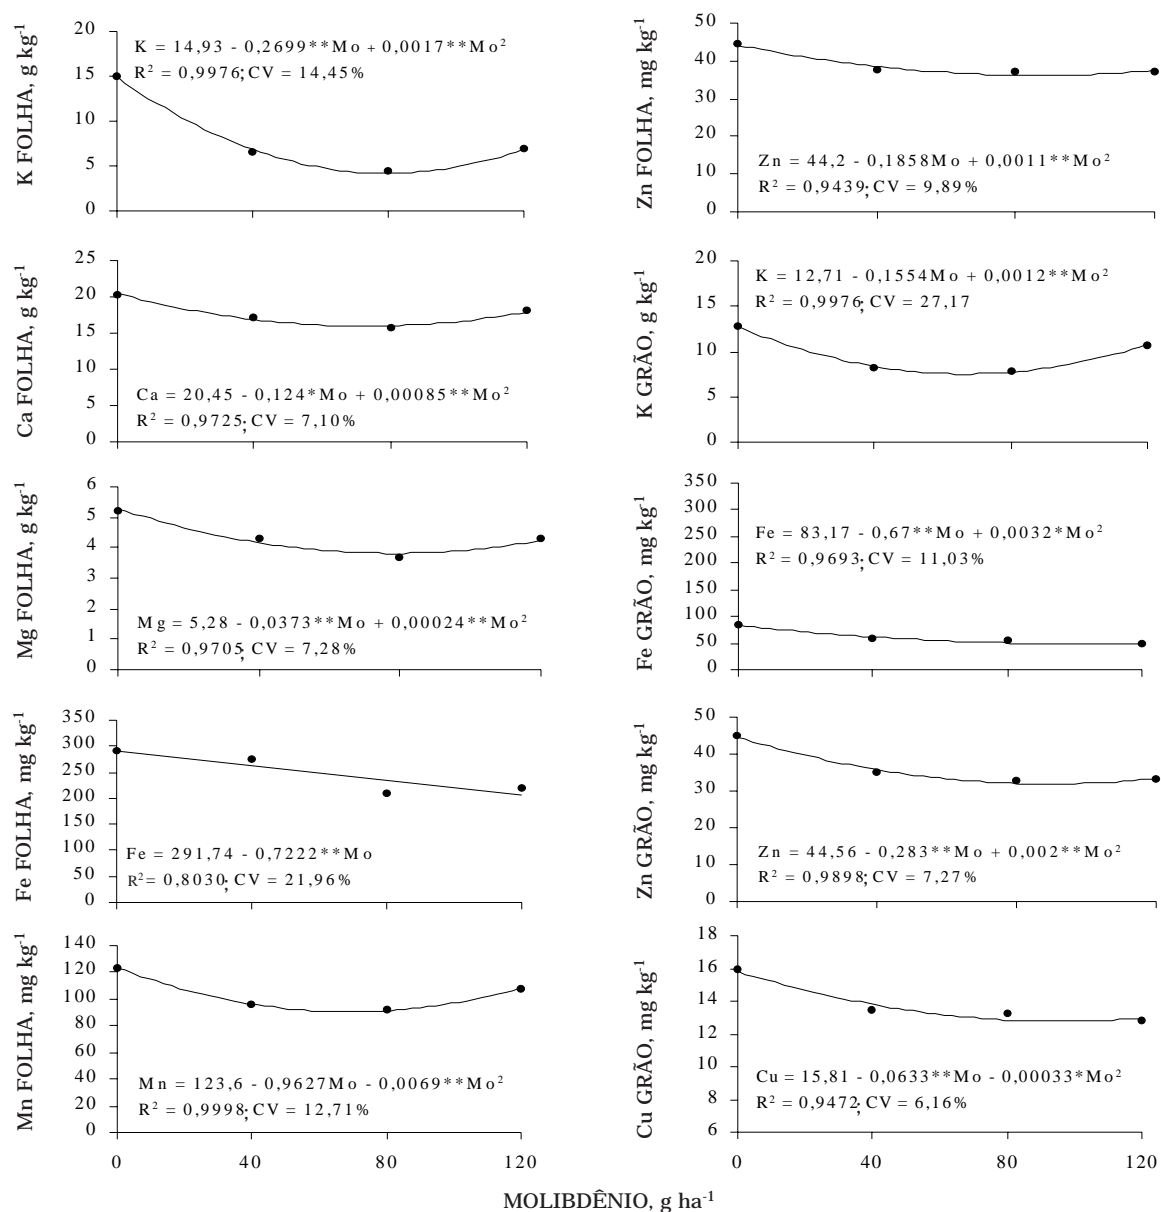 K FOLHA, g kg⁻¹
20
15
10
5
0
K = 14,93 - 0,2699**Mo + 0,0017**Mo²
R² = 0,9976; CV = 14,45%
Zn FOLHA, mg kg⁻¹
50
40
30
20
10
0
Zn = 44,2 - 0,1858Mo + 0,0011**Mo²
R² = 0,9439; CV = 9,89%
Ca FOLHA, g kg⁻¹
25
20
15
10
5
0
Ca = 20,45 - 0,124*Mo + 0,00085**Mo²
R² = 0,9725; CV = 7,10%
K GRÃO, g kg⁻¹
20
15
10
5
0
K = 12,71 - 0,1554Mo + 0,0012**Mo²
R² = 0,9976; CV = 27,17
Mg FOLHA, g kg⁻¹
6
5
4
3
2
1
0
Mg = 5,28 - 0,0373**Mo + 0,00024**Mo²
R² = 0,9705; CV = 7,28%
Fe GRÃO, mg kg⁻¹
350
300
250
200
150
100
50
0
Fe = 83,17 - 0,67**Mo + 0,0032*Mo²
R² = 0,9693; CV = 11,03%
Fe FOLHA, mg kg⁻¹
350
300
250
200
150
100
50
0
Fe = 291,74 - 0,7222**Mo
R² = 0,8030; CV = 21,96%
Zn GRÃO, mg kg⁻¹
50
40
30
20
10
0
Zn = 44,56 - 0,283**Mo + 0,002**Mo²
R² = 0,9898; CV = 7,27%
Mn FOLHA, mg kg⁻¹
140
120
100
80
60
40
20
0
Mn = 123,6 - 0,9627Mo - 0,0069**Mo²
R² = 0,9998; CV = 12,71%
0 40 80 120
Cu GRÃO, mg kg⁻¹
18
16
14
12
10
8
6
Cu = 15,81 - 0,0633**Mo - 0,00033*Mo²
R² = 0,9472; CV = 6,16%
0 40 80 120
MOLIBDÊNIO, g ha⁻¹